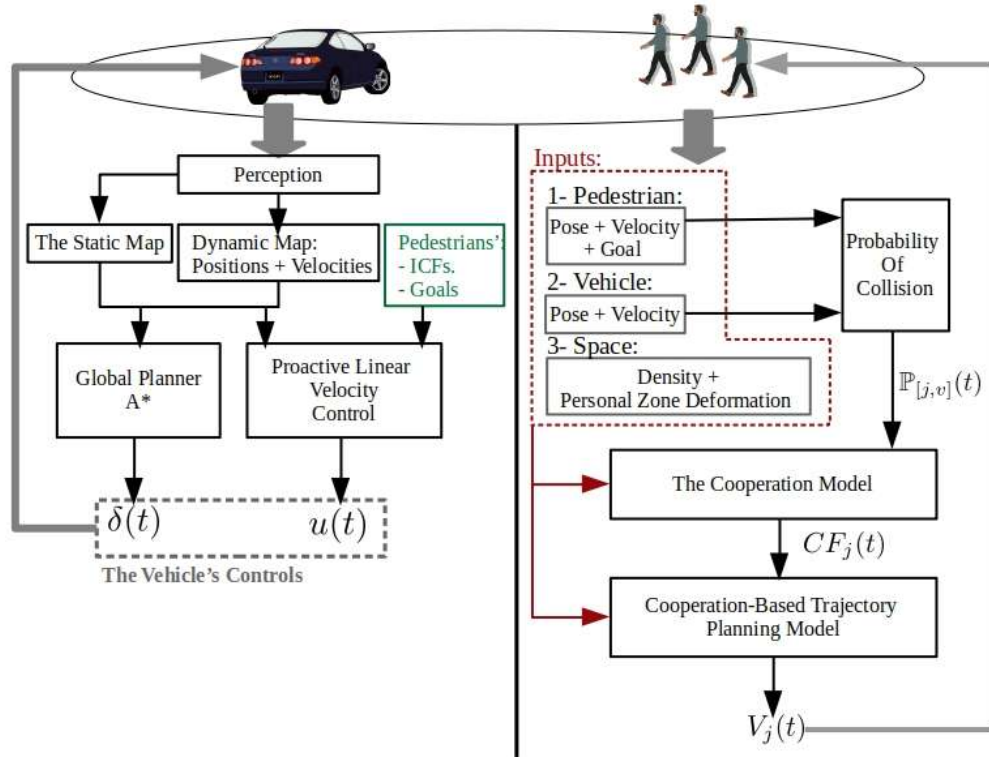 Perception
The Static Map
Dynamic Map:
Positions + Velocities
Pedestrians':
- ICFs.
- Goals
Global Planner
A*
Proactive Linear
Velocity
Control
δ(t)
u(t)
The Vehicle's Controls
Inputs:
1- Pedestrian:
Pose + Velocity
+ Goal
2- Vehicle:
Pose + Velocity
3- Space:
Density +
Personal Zone Deformation
Probability
Of
Collision
ℙ[j,v](t)
The Cooperation Model
CFj(t)
Cooperation-Based Trajectory
Planning Model
Vj(t)